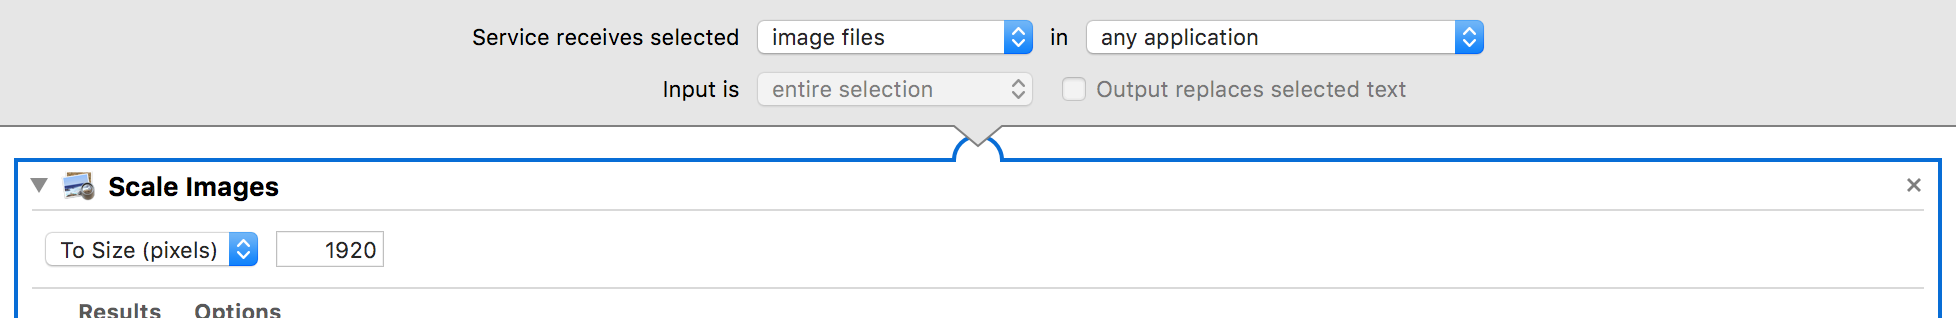 Service receives selected image files in any application
Input is entire selection Output replaces selected text
Scale Images
To Size (pixels) 1920
Results Options